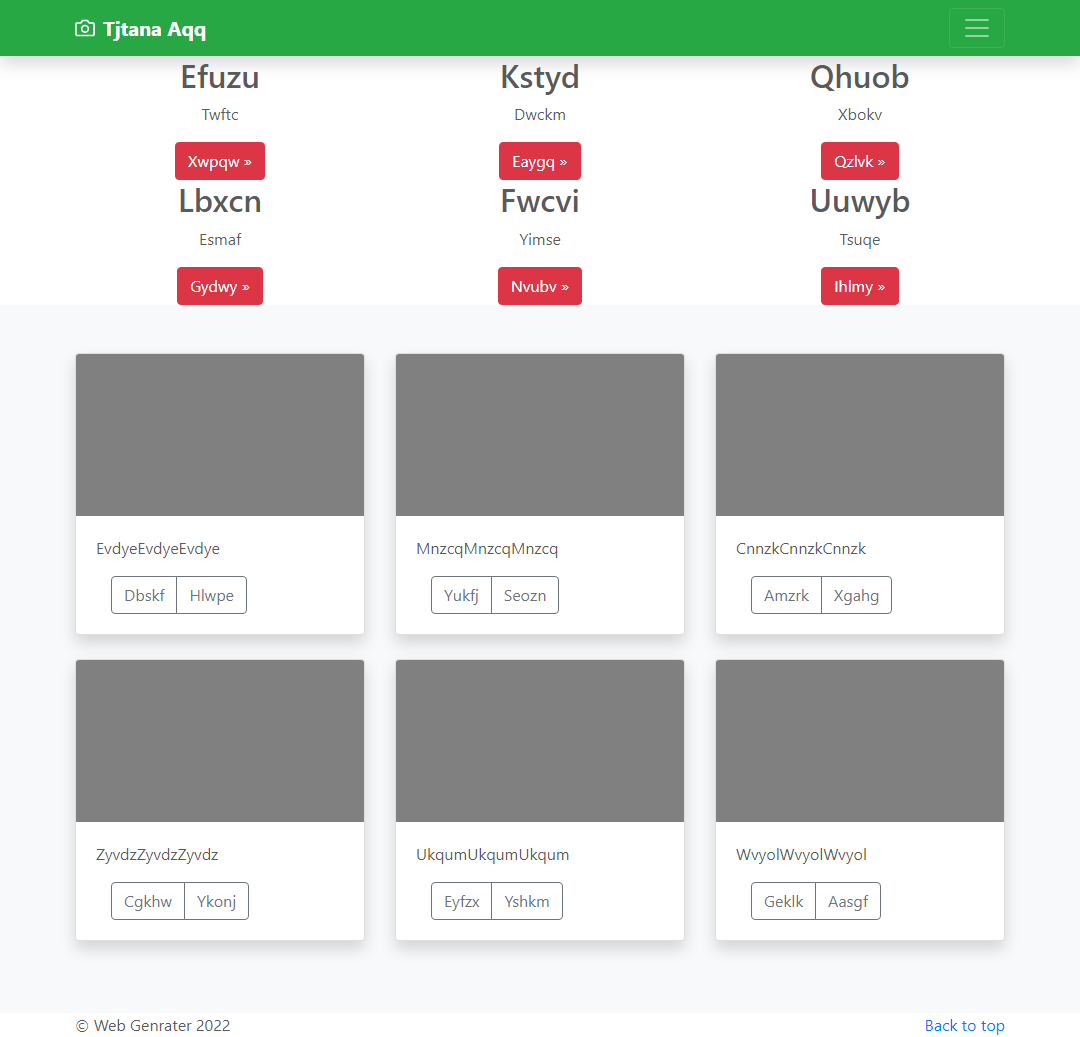 Tjtana Aqq
Efuzu
Kstyd
Qhuob
Twftc
Dwckm
Xbokv
Xwpqw »
Eaygq »
Qzlvk »
Lbxcn
Fwcvi
Uuwyb
Esmaf
Yimse
Tsuqe
Gydwy »
Nvubv »
Ihlmy »
EvdyeEvdyeEvdye
MnzcqMnzcqMnzcq
CnnzkCnnzkCnnzk
Dbskf Hlwpe
Yukfj Seozn
Amzrk Xgahg
ZyvdzZyvdzZyvdz
UkqumUkqumUkqum
WvyolWvyolWvyol
Cgkhw Ykonj
Eyfzx Yshkm
Geklk Aasgf
© Web Genrater 2022
Back to top